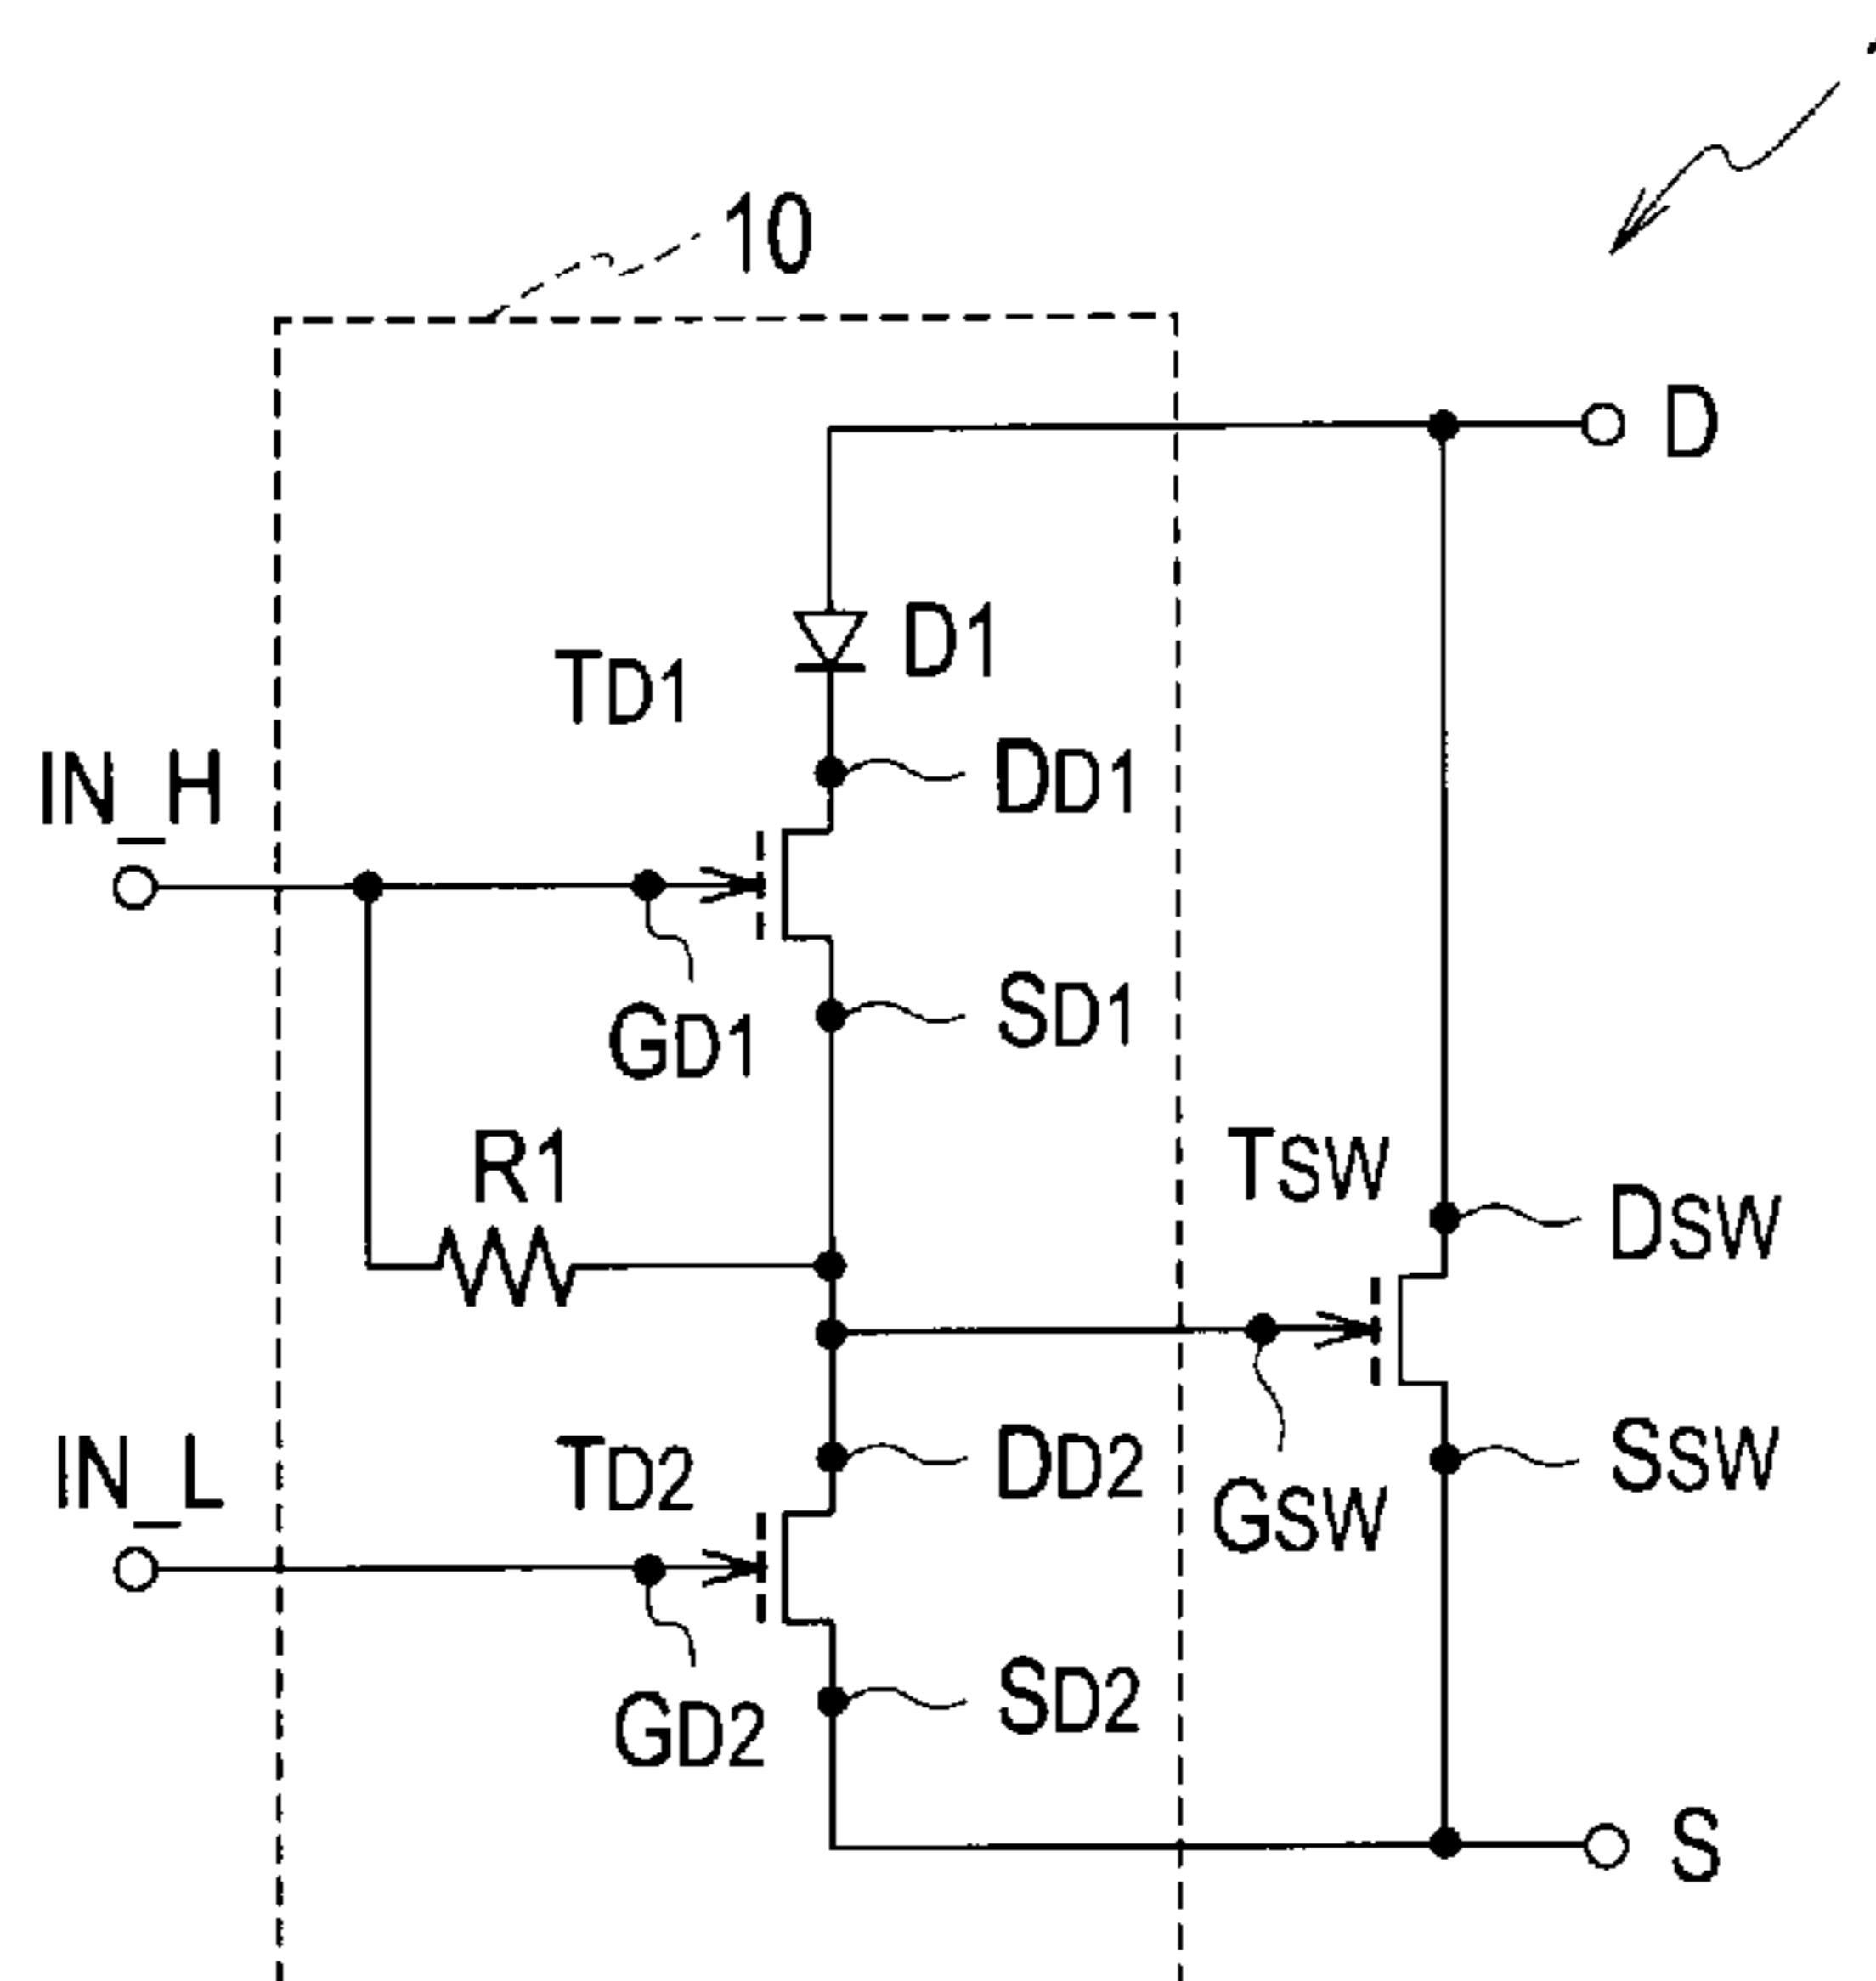 10
D
D1
TD1
DD1
IN_H
SD1
GD1
R1
TSW
DSW
IN_L
TD2
DD2
SSW
GSW
SD2
GD2
S